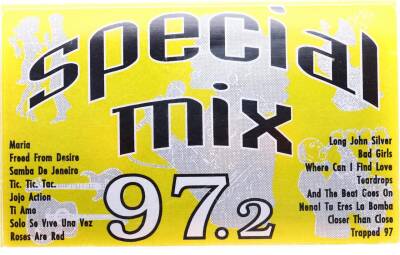 special
mix
97.2
Maria
Freed From Desire
Samba De Jeneiro
Tic. Tic. Tac.
Jojo Action
Ti Amo
Solo Se Vive Una Vez
Roses Are Red
Long John Silver
Bad Girls
Where Can I Find Love
Teardrops
And The Beat Goes On
Nena! Tu Eres La Bomba
Closer Than Close
Trapped 97